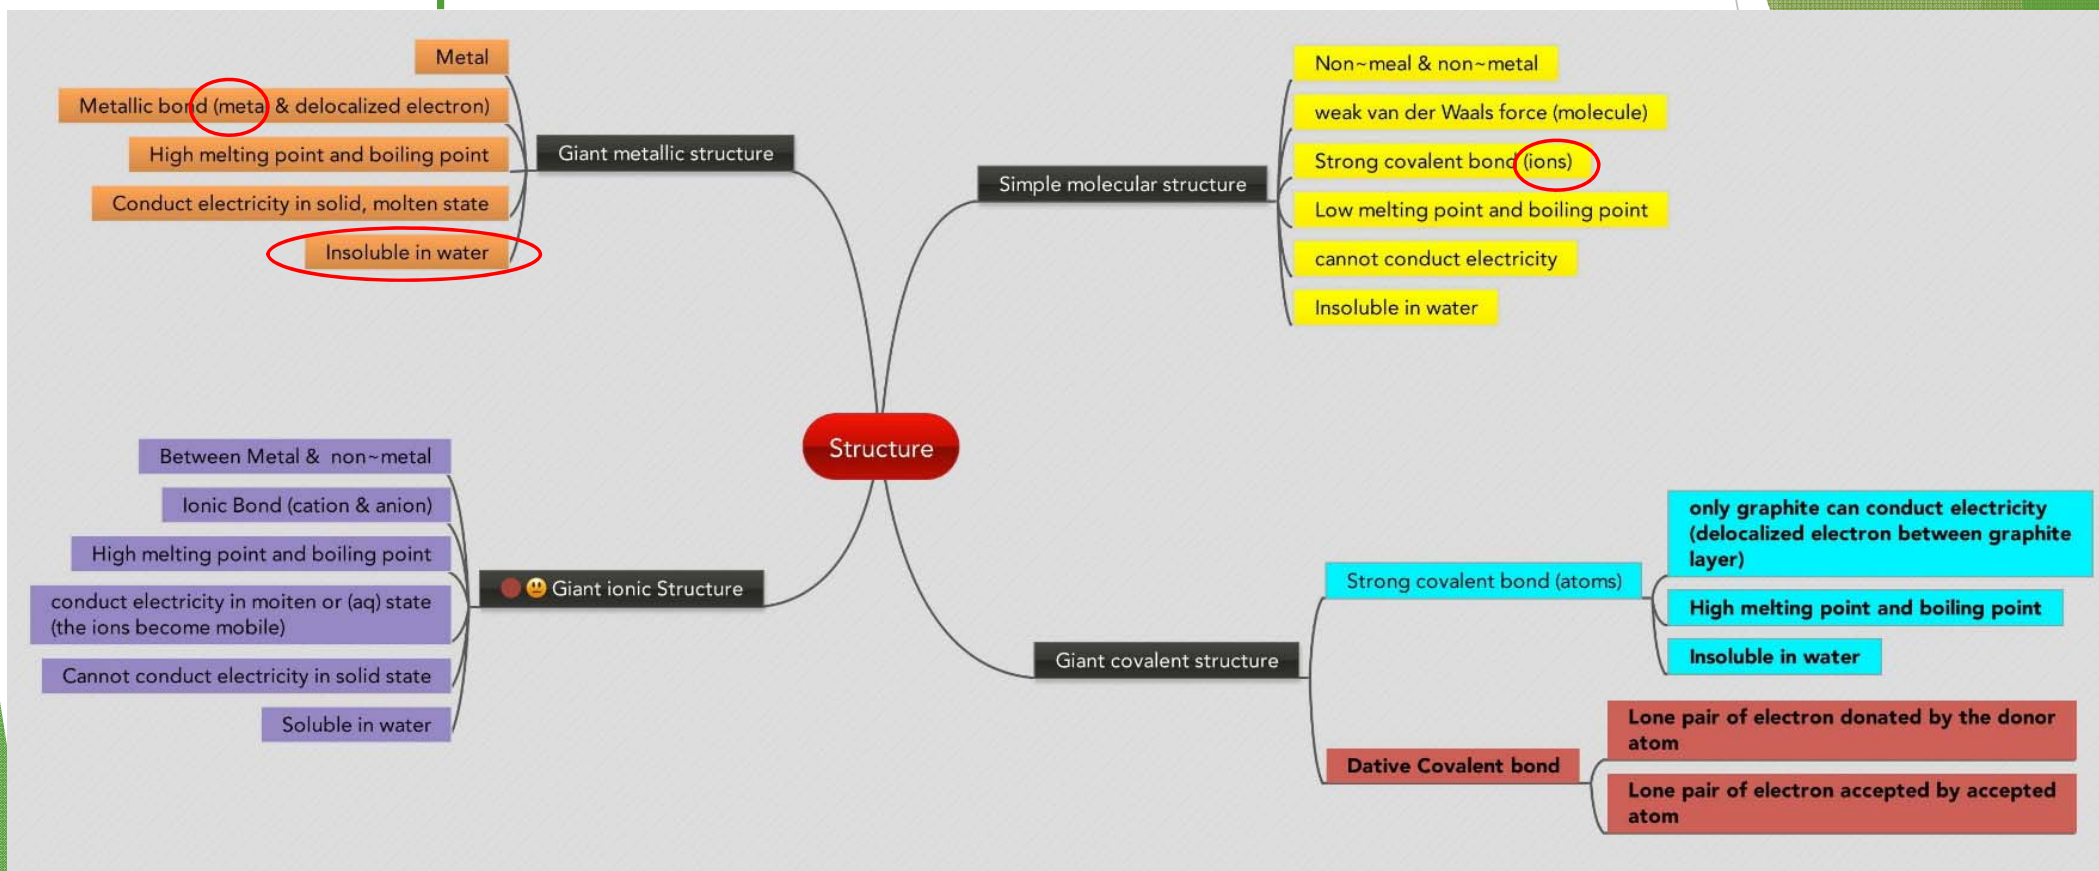 Metal
Metallic bond (metal & delocalized electron)
High melting point and boiling point
Conduct electricity in solid, molten state
Insoluble in water
Giant metallic structure
Simple molecular structure
Non~meal & non~metal
weak van der Waals force (molecule)
Strong covalent bond (ions)
Low melting point and boiling point
cannot conduct electricity
Insoluble in water
Structure
Between Metal & non~metal
Ionic Bond (cation & anion)
High melting point and boiling point
conduct electricity in moiten or (aq) state
(the ions become mobile)
Cannot conduct electricity in solid state
Soluble in water
Giant ionic Structure
Giant covalent structure
Strong covalent bond (atoms)
only graphite can conduct electricity
(delocalized electron between graphite
layer)
High melting point and boiling point
Insoluble in water
Dative Covalent bond
Lone pair of electron donated by the donor
atom
Lone pair of electron accepted by accepted
atom